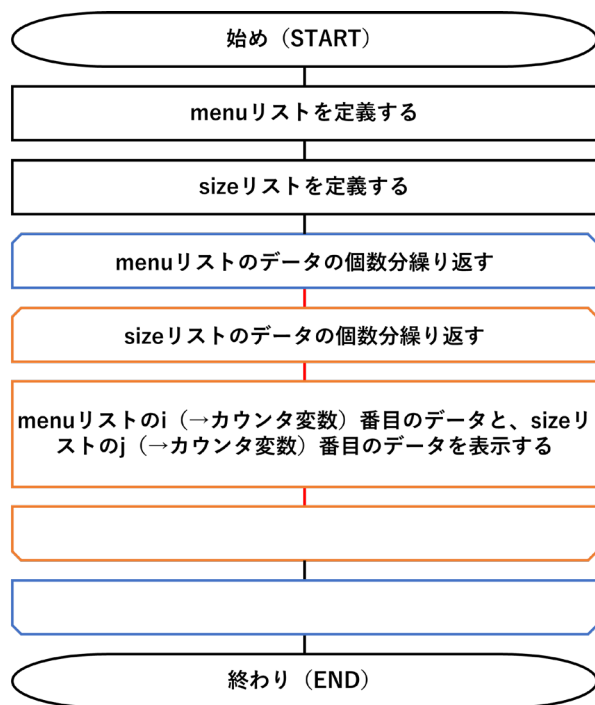 始め（START）
menuリストを定義する
sizeリストを定義する
menuリストのデータの個数分繰り返す
sizeリストのデータの個数分繰り返す
menuリストのi（→カウンタ変数）番目のデータと、sizeリ
ストのj（→カウンタ変数）番目のデータを表示する
終わり（END）